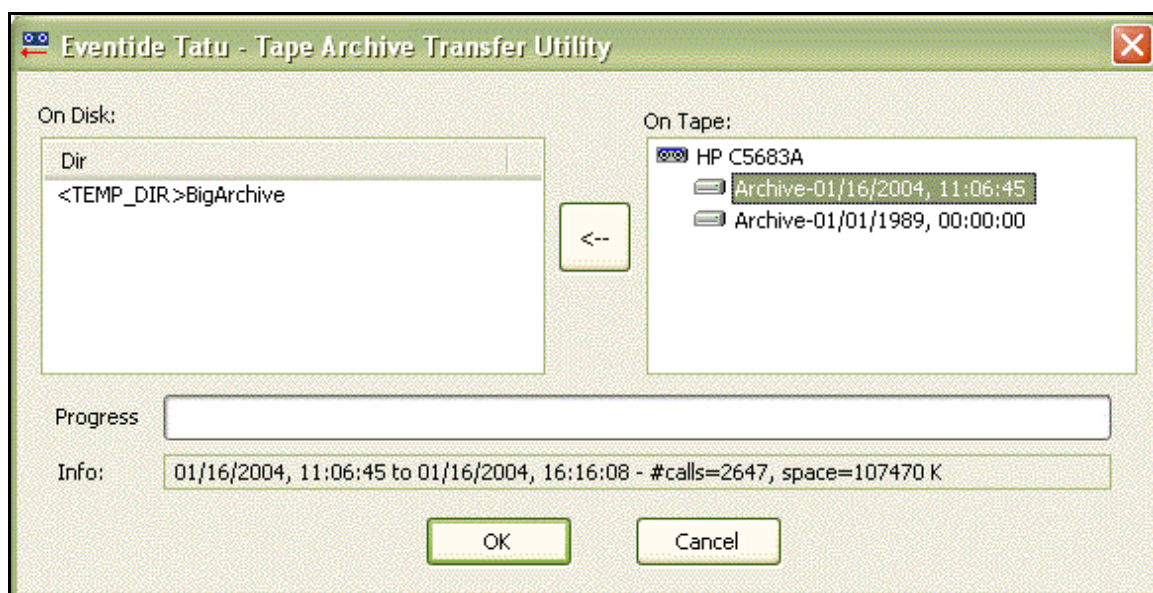 Eventide Tatu - Tape Archive Transfer Utility
On Disk:
Dir
<TEMP_DIR>BigArchive
<--
On Tape:
HP C5683A
Archive-01/16/2004, 11:06:45
Archive-01/01/1989, 00:00:00
Progress
Info:
01/16/2004, 11:06:45 to 01/16/2004, 16:16:08 - #calls=2647, space=107470 K
OK
Cancel